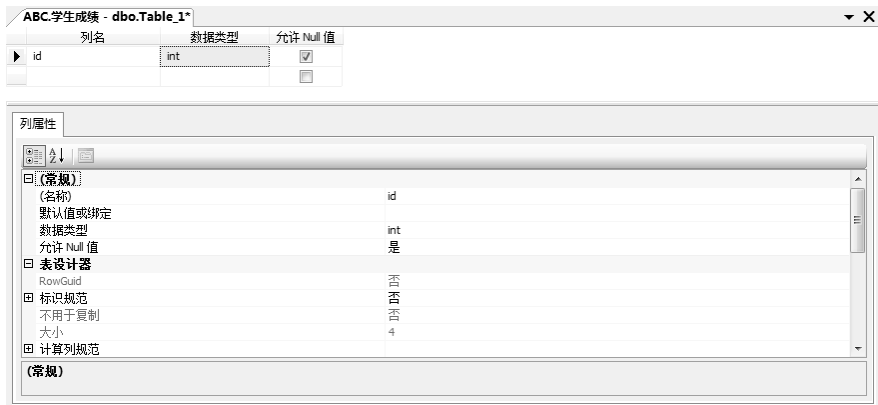 ABC.学生成绩 - dbo.Table_1*
列名 数据类型 允许 Null 值
id int
列属性
(常规)
(名称) id
默认值或绑定
数据类型 int
允许 Null 值 是
表设计器
RowGuid 否
标识规范 否
不用于复制 否
大小 4
计算列规范
(常规)